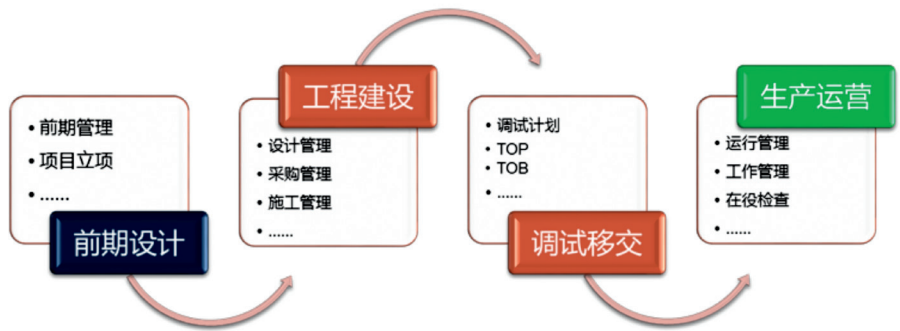 • 前期管理
• 项目立项
• ......
前期设计
工程建设
• 设计管理
• 采购管理
• 施工管理
• ......
• 调试计划
• TOP
• TOB
• ......
调试移交
生产运营
• 运行管理
• 工作管理
• 在役检查
• ......